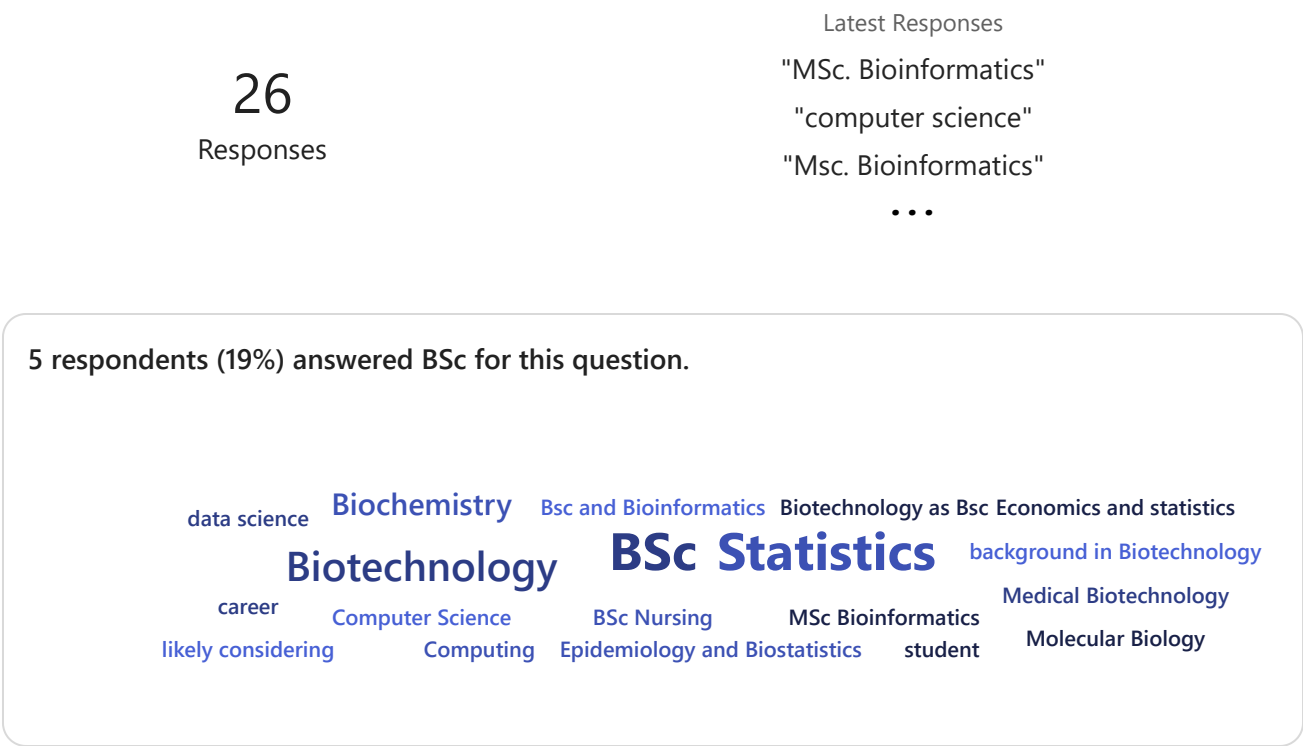 26
Responses
Latest Responses
"MSc. Bioinformatics"
"computer science"
"Msc. Bioinformatics"
...
5 respondents (19%) answered BSc for this question.
data science Biochemistry Bsc and Bioinformatics Biotechnology as Bsc Economics and statistics
Biotechnology BSc Statistics background in Biotechnology
career Computer Science BSc Nursing MSc Bioinformatics Medical Biotechnology
likely considering Computing Epidemiology and Biostatistics student Molecular Biology